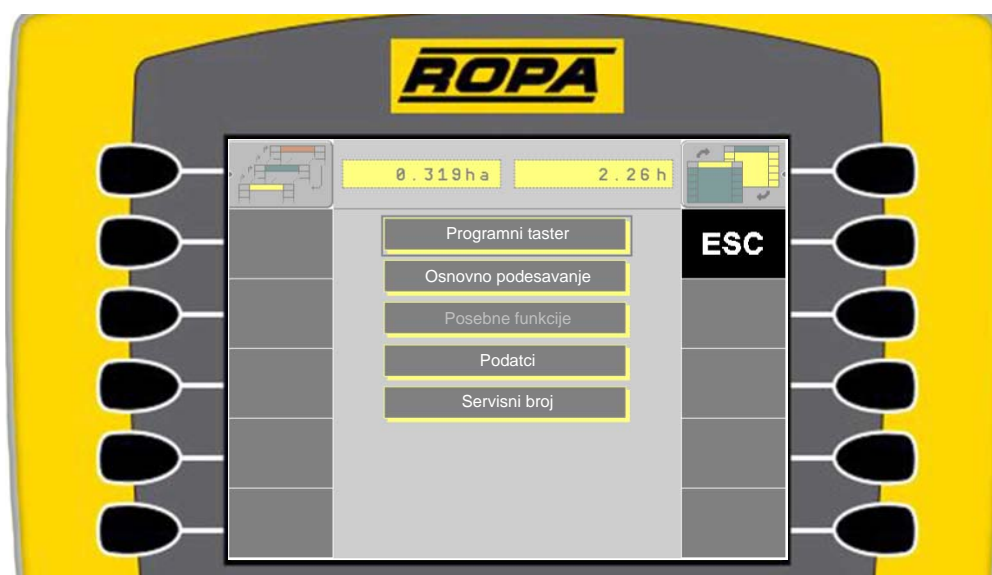 ROPA
0.319ha 2.26h
Programni taster
ESC
Osnovno podesavanje
Posebne funkcije
Podatci
Servisni broj